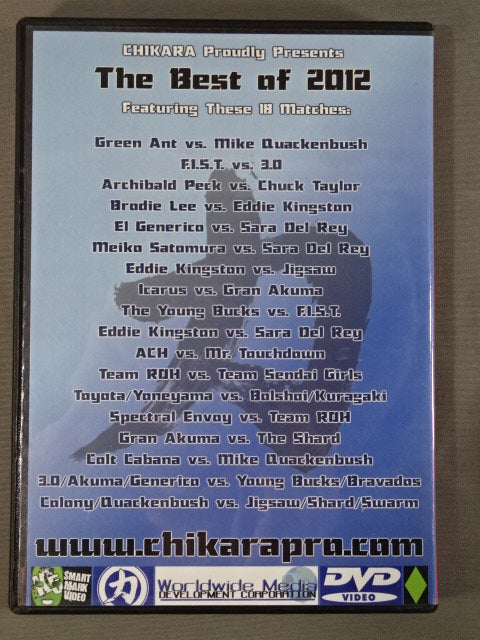 CHIKARA Proudly Presents
The Best of 2012
Featuring These 18 Matches:
Green Ant vs. Mike Quackenbush
F.I.S.T. vs. 3.0
Archibald Peck vs. Chuck Taylor
Brodie Lee vs. Eddie Kingston
El Generico vs. Sara Del Rey
Meiko Satomura vs. Sara Del Rey
Eddie Kingston vs. Jigsaw
Icarus vs. Gran Akuma
The Young Bucks vs. F.I.S.T.
Eddie Kingston vs. Sara Del Rey
ACH vs. Mr. Touchdown
Team ROH vs. Team Sendai Girls
Toyota/Yoneyama vs. Bolshoi/Kuragaki
Spectral Envoy vs. Team ROH
Gran Akuma vs. The Shard
Colt Cabana vs. Mike Quackenbush
3.0/Akuma/Generico vs. Young Bucks/Bravados
Colony/Quackenbush vs. Jigsaw/Shard/Swarm
www.chikarapro.com
SMART
MARK
VIDEO
力
Worldwide Media
DEVELOPMENT CORPORATION
DVD
VIDEO